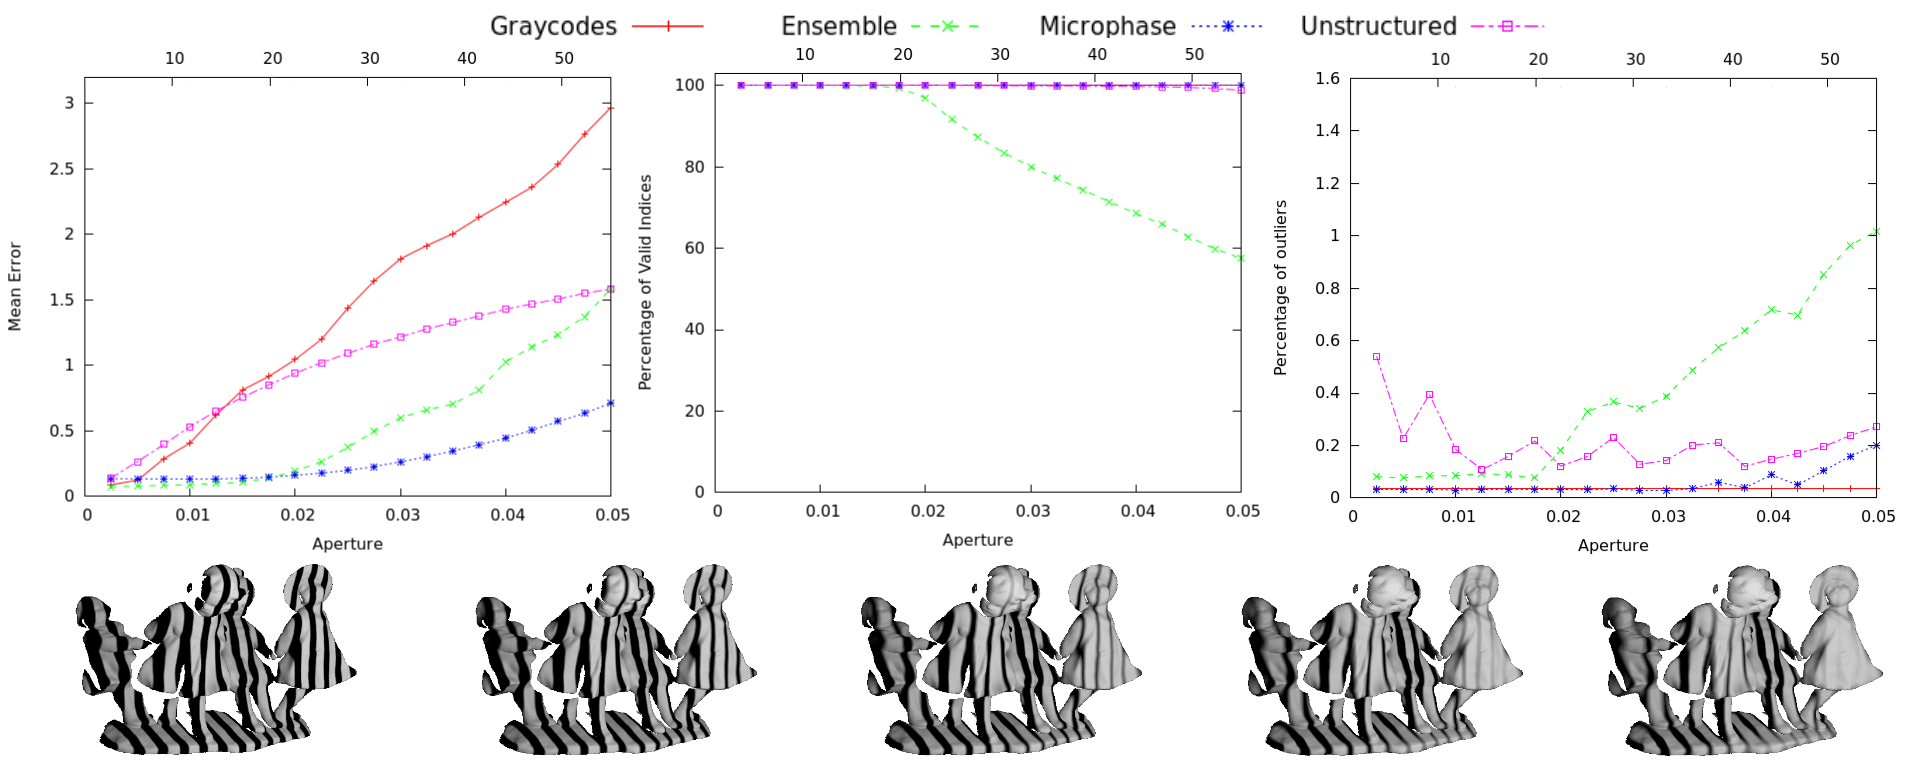 Graycodes Ensemble Microphase Unstructured
10 20 30 40 50
3
2.5
2
1.5
1
0.5
0
Mean Error
0 0.01 0.02 0.03 0.04 0.05
Aperture
10 20 30 40 50
100
80
60
40
20
0
Percentage of Valid Indices
0 0.01 0.02 0.03 0.04 0.05
Aperture
10 20 30 40 50
1.6
1.4
1.2
1
0.8
0.6
0.4
0.2
0
Percentage of outliers
0 0.01 0.02 0.03 0.04 0.05
Aperture